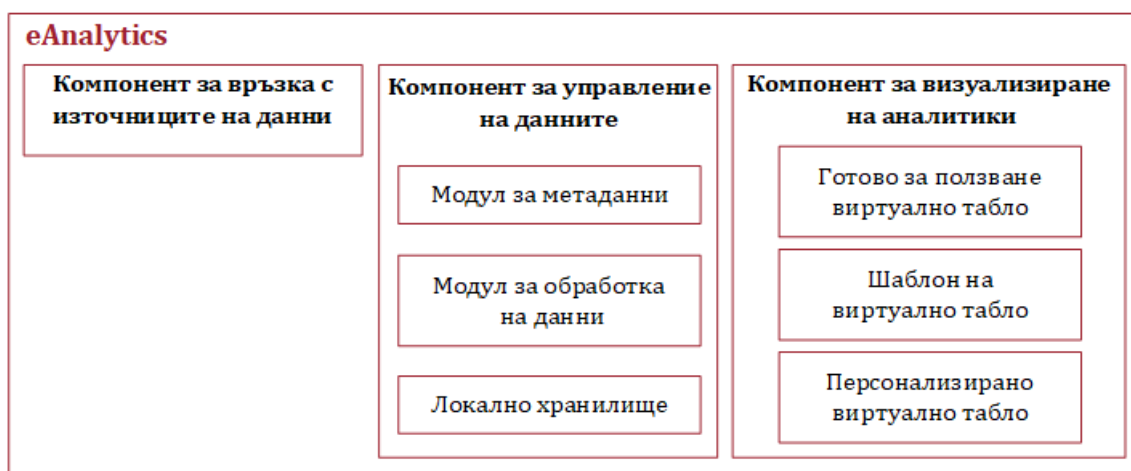 eAnalytics
Компонент за връзка с
източниците на данни
Компонент за управление
на данните
Модул за метаданни
Модул за обработка
на данни
Локално хранилище
Компонент за визуализиране
на аналитики
Готово за ползване
виртуално табло
Шаблон на
виртуално табло
Персонализирано
виртуално табло